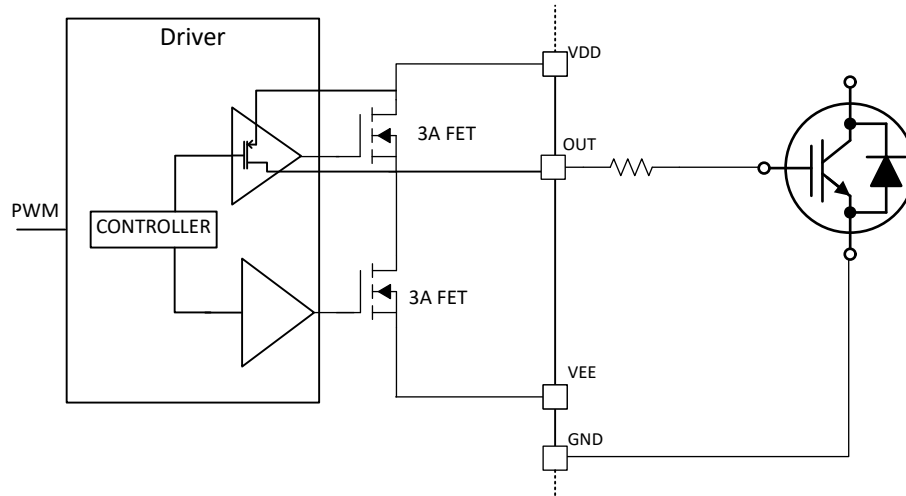 Driver
VDD
3A FET
OUT
PWM
CONTROLLER
3A FET
VEE
GND